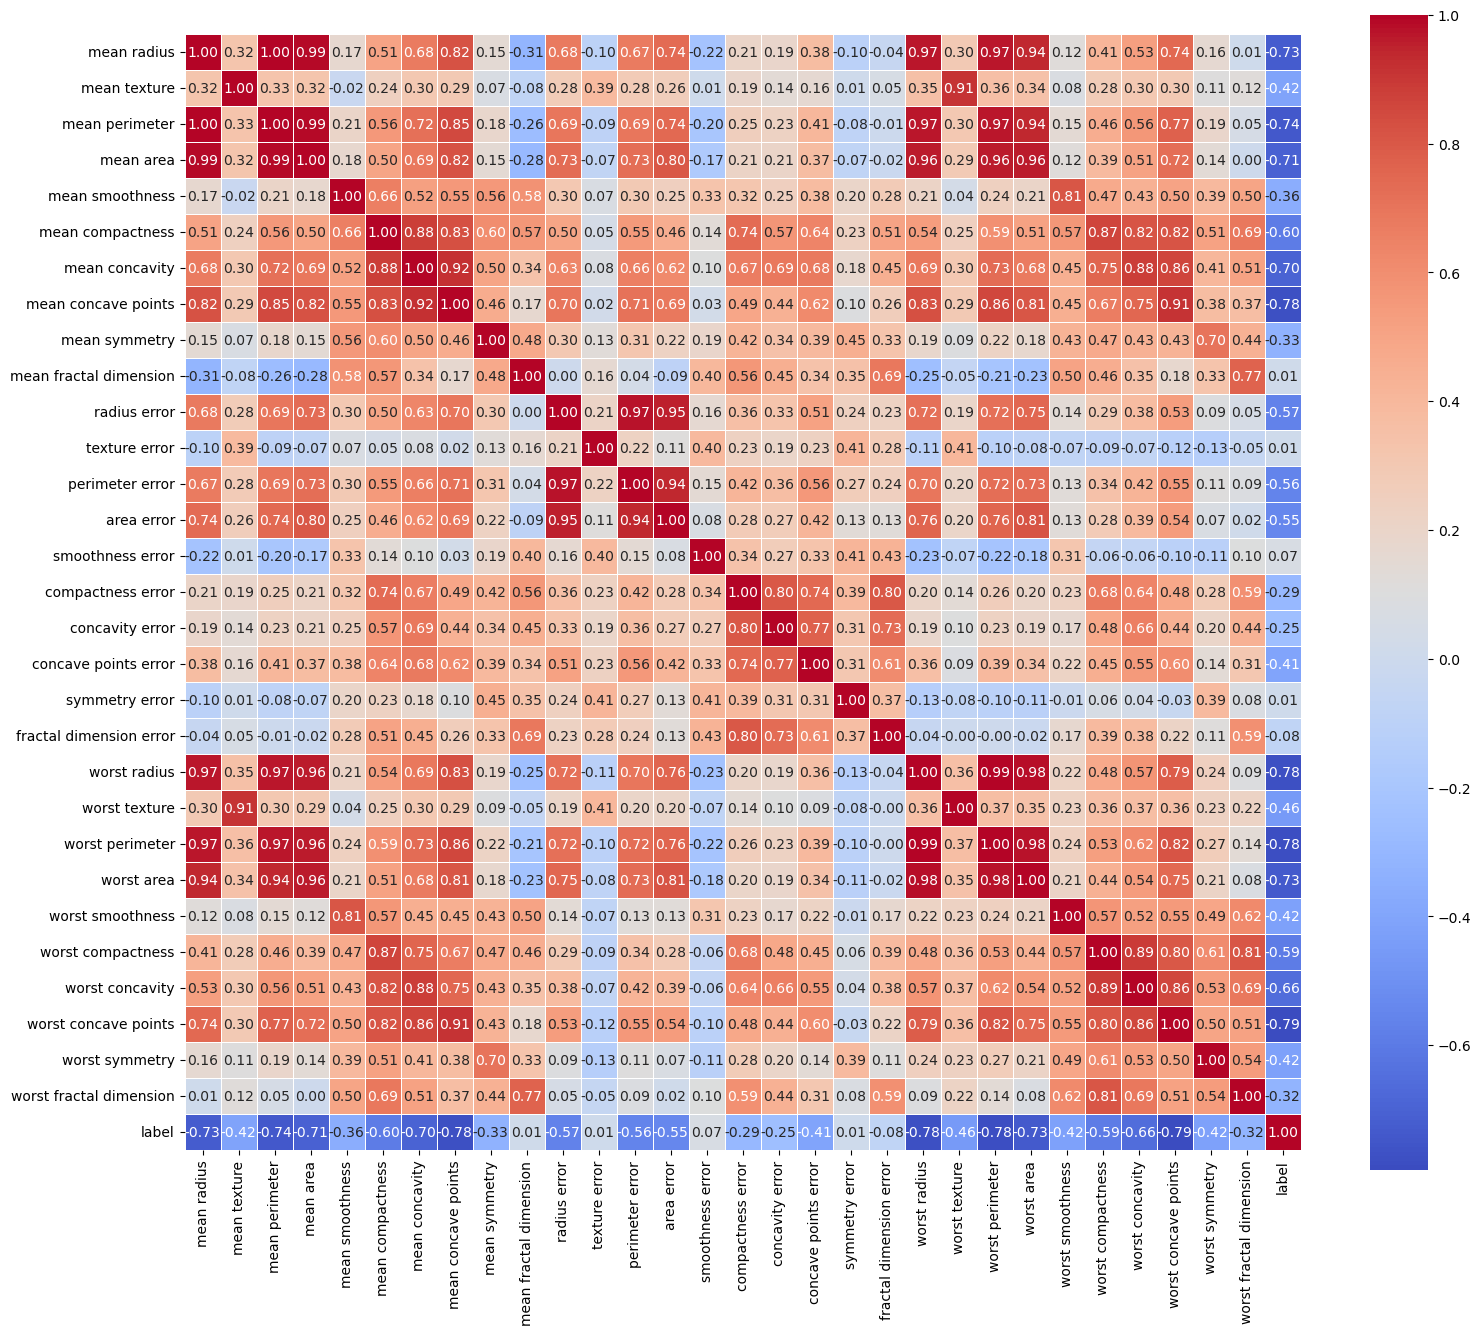 1.0
mean radius 1.00 0.32 1.00 0.99 0.17 0.51 0.68 0.82 0.15 -0.31 0.68 -0.10 0.67 0.74 -0.22 0.21 0.19 0.38 -0.10 -0.04 0.97 0.30 0.97 0.94 0.12 0.41 0.53 0.74 0.16 0.01 -0.73
mean texture 0.32 1.00 0.33 0.32 -0.02 0.24 0.30 0.29 0.07 -0.08 0.28 0.39 0.28 0.26 0.01 0.19 0.14 0.16 0.01 0.05 0.35 0.91 0.36 0.34 0.08 0.28 0.30 0.30 0.11 0.12 -0.42
mean perimeter 1.00 0.33 1.00 0.99 0.21 0.56 0.72 0.85 0.18 -0.26 0.69 -0.09 0.69 0.74 -0.20 0.25 0.23 0.41 -0.08 -0.01 0.97 0.30 0.97 0.94 0.15 0.46 0.56 0.77 0.19 0.05 -0.74
0.8
mean area 0.99 0.32 0.99 1.00 0.18 0.50 0.69 0.82 0.15 -0.28 0.73 -0.07 0.73 0.80 -0.17 0.21 0.21 0.37 -0.07 -0.02 0.96 0.29 0.96 0.96 0.12 0.39 0.51 0.72 0.14 0.00 -0.71
mean smoothness 0.17 -0.02 0.21 0.18 1.00 0.66 0.52 0.55 0.56 0.58 0.30 0.07 0.30 0.25 0.33 0.32 0.25 0.38 0.20 0.28 0.21 0.04 0.24 0.21 0.81 0.47 0.43 0.50 0.39 0.50 -0.36
mean compactness 0.51 0.24 0.56 0.50 0.66 1.00 0.88 0.83 0.60 0.57 0.50 0.05 0.55 0.46 0.14 0.74 0.57 0.64 0.23 0.51 0.54 0.25 0.59 0.51 0.57 0.87 0.82 0.82 0.51 0.69 -0.60
mean concavity 0.68 0.30 0.72 0.69 0.52 0.88 1.00 0.92 0.50 0.34 0.63 0.08 0.66 0.62 0.10 0.67 0.69 0.68 0.18 0.45 0.69 0.30 0.73 0.68 0.45 0.75 0.88 0.86 0.41 0.51 -0.70
0.6
mean concave points 0.82 0.29 0.85 0.82 0.55 0.83 0.92 1.00 0.46 0.17 0.70 0.02 0.71 0.69 0.03 0.49 0.44 0.62 0.10 0.26 0.83 0.29 0.86 0.81 0.45 0.67 0.75 0.91 0.38 0.37 -0.78
mean symmetry 0.15 0.07 0.18 0.15 0.56 0.60 0.50 0.46 1.00 0.48 0.30 0.13 0.31 0.22 0.19 0.42 0.34 0.39 0.45 0.33 0.19 0.09 0.22 0.18 0.43 0.47 0.43 0.43 0.70 0.44 -0.33
mean fractal dimension -0.31 -0.08 -0.26 -0.28 0.58 0.57 0.34 0.17 0.48 1.00 0.00 0.16 0.04 -0.09 0.40 0.56 0.45 0.34 0.35 0.69 -0.25 -0.05 -0.21 -0.23 0.50 0.46 0.35 0.18 0.33 0.77 0.01
0.4
radius error 0.68 0.28 0.69 0.73 0.30 0.50 0.63 0.70 0.30 0.00 1.00 0.21 0.97 0.95 0.16 0.36 0.33 0.51 0.24 0.23 0.72 0.19 0.72 0.75 0.14 0.29 0.38 0.53 0.09 0.05 -0.57
texture error -0.10 0.39 -0.09 -0.07 0.07 0.05 0.08 0.02 0.13 0.16 0.21 1.00 0.22 0.11 0.40 0.23 0.19 0.23 0.41 0.28 -0.11 0.41 -0.10 -0.08 -0.07 -0.09 -0.07 -0.12 -0.13 -0.05 0.01
perimeter error 0.67 0.28 0.69 0.73 0.30 0.55 0.66 0.71 0.31 0.04 0.97 0.22 1.00 0.94 0.15 0.42 0.36 0.56 0.27 0.24 0.70 0.20 0.72 0.73 0.13 0.34 0.42 0.55 0.11 0.09 -0.56
area error 0.74 0.26 0.74 0.80 0.25 0.46 0.62 0.69 0.22 -0.09 0.95 0.11 0.94 1.00 0.08 0.28 0.27 0.42 0.13 0.13 0.76 0.20 0.76 0.81 0.13 0.28 0.39 0.54 0.07 0.02 -0.55
0.2
smoothness error -0.22 0.01 -0.20 -0.17 0.33 0.14 0.10 0.03 0.19 0.40 0.16 0.40 0.15 0.08 1.00 0.34 0.27 0.33 0.41 0.43 -0.23 -0.07 -0.22 -0.18 0.31 -0.06 -0.06 -0.10 -0.11 0.10 0.07
compactness error 0.21 0.19 0.25 0.21 0.32 0.74 0.67 0.49 0.42 0.56 0.36 0.23 0.42 0.28 0.34 1.00 0.80 0.74 0.39 0.80 0.20 0.14 0.26 0.20 0.23 0.68 0.64 0.48 0.28 0.59 -0.29
concavity error 0.19 0.14 0.23 0.21 0.25 0.57 0.69 0.44 0.34 0.45 0.33 0.19 0.36 0.27 0.27 0.80 1.00 0.77 0.31 0.73 0.19 0.10 0.23 0.19 0.17 0.48 0.66 0.44 0.20 0.44 -0.25
0.0
concave points error 0.38 0.16 0.41 0.37 0.38 0.64 0.68 0.62 0.39 0.34 0.51 0.23 0.56 0.42 0.33 0.74 0.77 1.00 0.31 0.61 0.36 0.09 0.39 0.34 0.22 0.45 0.55 0.60 0.14 0.31 -0.41
symmetry error -0.10 0.01 -0.08 -0.07 0.20 0.23 0.18 0.10 0.45 0.35 0.24 0.41 0.27 0.13 0.41 0.39 0.31 0.31 1.00 0.37 -0.13 -0.08 -0.10 -0.11 -0.01 0.06 0.04 -0.03 0.39 0.08 0.01
fractal dimension error -0.04 0.05 -0.01 -0.02 0.28 0.51 0.45 0.26 0.33 0.69 0.23 0.28 0.24 0.13 0.43 0.80 0.73 0.61 0.37 1.00 -0.04 -0.00 -0.00 -0.02 0.17 0.39 0.38 0.22 0.11 0.59 -0.08
worst radius 0.97 0.35 0.97 0.96 0.21 0.54 0.69 0.83 0.19 -0.25 0.72 -0.11 0.70 0.76 -0.23 0.20 0.19 0.36 -0.13 -0.04 1.00 0.36 0.99 0.98 0.22 0.48 0.57 0.79 0.24 0.09 -0.78
−0.2
worst texture 0.30 0.91 0.30 0.29 0.04 0.25 0.30 0.29 0.09 -0.05 0.19 0.41 0.20 0.20 -0.07 0.14 0.10 0.09 -0.08 -0.00 0.36 1.00 0.37 0.35 0.23 0.36 0.37 0.36 0.23 0.22 -0.46
worst perimeter 0.97 0.36 0.97 0.96 0.24 0.59 0.73 0.86 0.22 -0.21 0.72 -0.10 0.72 0.76 -0.22 0.26 0.23 0.39 -0.10 -0.00 0.99 0.37 1.00 0.98 0.24 0.53 0.62 0.82 0.27 0.14 -0.78
worst area 0.94 0.34 0.94 0.96 0.21 0.51 0.68 0.81 0.18 -0.23 0.75 -0.08 0.73 0.81 -0.18 0.20 0.19 0.34 -0.11 -0.02 0.98 0.35 0.98 1.00 0.21 0.44 0.54 0.75 0.21 0.08 -0.73
−0.4
worst smoothness 0.12 0.08 0.15 0.12 0.81 0.57 0.45 0.45 0.43 0.50 0.14 -0.07 0.13 0.13 0.31 0.23 0.17 0.22 -0.01 0.17 0.22 0.23 0.24 0.21 1.00 0.57 0.52 0.55 0.49 0.62 -0.42
worst compactness 0.41 0.28 0.46 0.39 0.47 0.87 0.75 0.67 0.47 0.46 0.29 -0.09 0.34 0.28 -0.06 0.68 0.48 0.45 0.06 0.39 0.48 0.36 0.53 0.44 0.57 1.00 0.89 0.80 0.61 0.81 -0.59
worst concavity 0.53 0.30 0.56 0.51 0.43 0.82 0.88 0.75 0.43 0.35 0.38 -0.07 0.42 0.39 -0.06 0.64 0.66 0.55 0.04 0.38 0.57 0.37 0.62 0.54 0.52 0.89 1.00 0.86 0.53 0.69 -0.66
worst concave points 0.74 0.30 0.77 0.72 0.50 0.82 0.86 0.91 0.43 0.18 0.53 -0.12 0.55 0.54 -0.10 0.48 0.44 0.60 -0.03 0.22 0.79 0.36 0.82 0.75 0.55 0.80 0.86 1.00 0.50 0.51 -0.79
−0.6
worst symmetry 0.16 0.11 0.19 0.14 0.39 0.51 0.41 0.38 0.70 0.33 0.09 -0.13 0.11 0.07 -0.11 0.28 0.20 0.14 0.39 0.11 0.24 0.23 0.27 0.21 0.49 0.61 0.53 0.50 1.00 0.54 -0.42
worst fractal dimension 0.01 0.12 0.05 0.00 0.50 0.69 0.51 0.37 0.44 0.77 0.05 -0.05 0.09 0.02 0.10 0.59 0.44 0.31 0.08 0.59 0.09 0.22 0.14 0.08 0.62 0.81 0.69 0.51 0.54 1.00 -0.32
label -0.73 -0.42 -0.74 -0.71 -0.36 -0.60 -0.70 -0.78 -0.33 0.01 -0.57 0.01 -0.56 -0.55 0.07 -0.29 -0.25 -0.41 0.01 -0.08 -0.78 -0.46 -0.78 -0.73 -0.42 -0.59 -0.66 -0.79 -0.42 -0.32 1.00
mean radius
mean texture
mean perimeter
mean area
mean smoothness
mean compactness
mean concavity
mean concave points
mean symmetry
mean fractal dimension
radius error
texture error
perimeter error
area error
smoothness error
compactness error
concavity error
concave points error
symmetry error
fractal dimension error
worst radius
worst texture
worst perimeter
worst area
worst smoothness
worst compactness
worst concavity
worst concave points
worst symmetry
worst fractal dimension
label